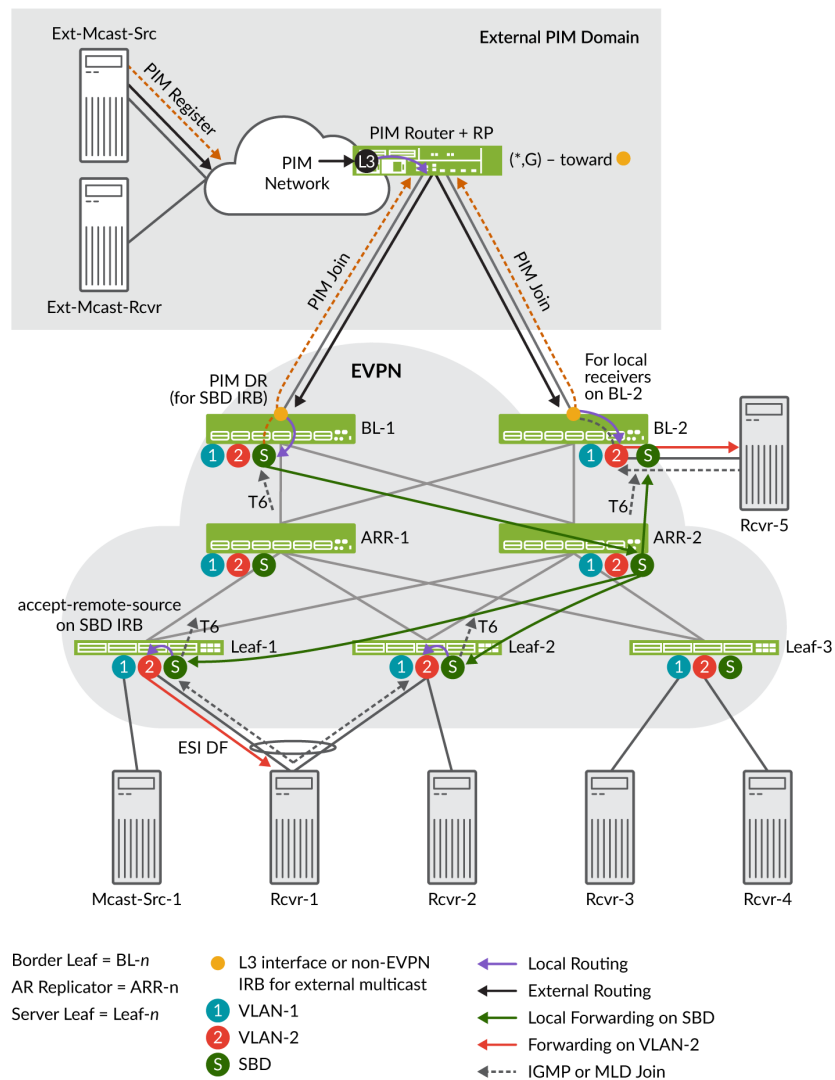 Ext-Mcast-Src
External PIM Domain
PIM Register
PIM Router + RP
PIM
Network
L3
(*,G) – toward
Ext-Mcast-Rcvr
PIM Join
PIM Join
EVPN
PIM DR
(for SBD IRB)
For local
receivers
on BL-2
BL-1
BL-2
1 2 S
1 2 S
T6
T6
Rcvr-5
ARR-1
ARR-2
1 2 S
1 2 S
accept-remote-source
on SBD IRB
T6
T6
Leaf-1
Leaf-2
Leaf-3
1 2 S
1 2 S
1 2 S
ESI DF
Mcast-Src-1
Rcvr-1
Rcvr-2
Rcvr-3
Rcvr-4
Border Leaf = BL-n
AR Replicator = ARR-n
Server Leaf = Leaf-n
L3 interface or non-EVPN
IRB for external multicast
1 VLAN-1
2 VLAN-2
S SBD
Local Routing
External Routing
Local Forwarding on SBD
Forwarding on VLAN-2
IGMP or MLD Join